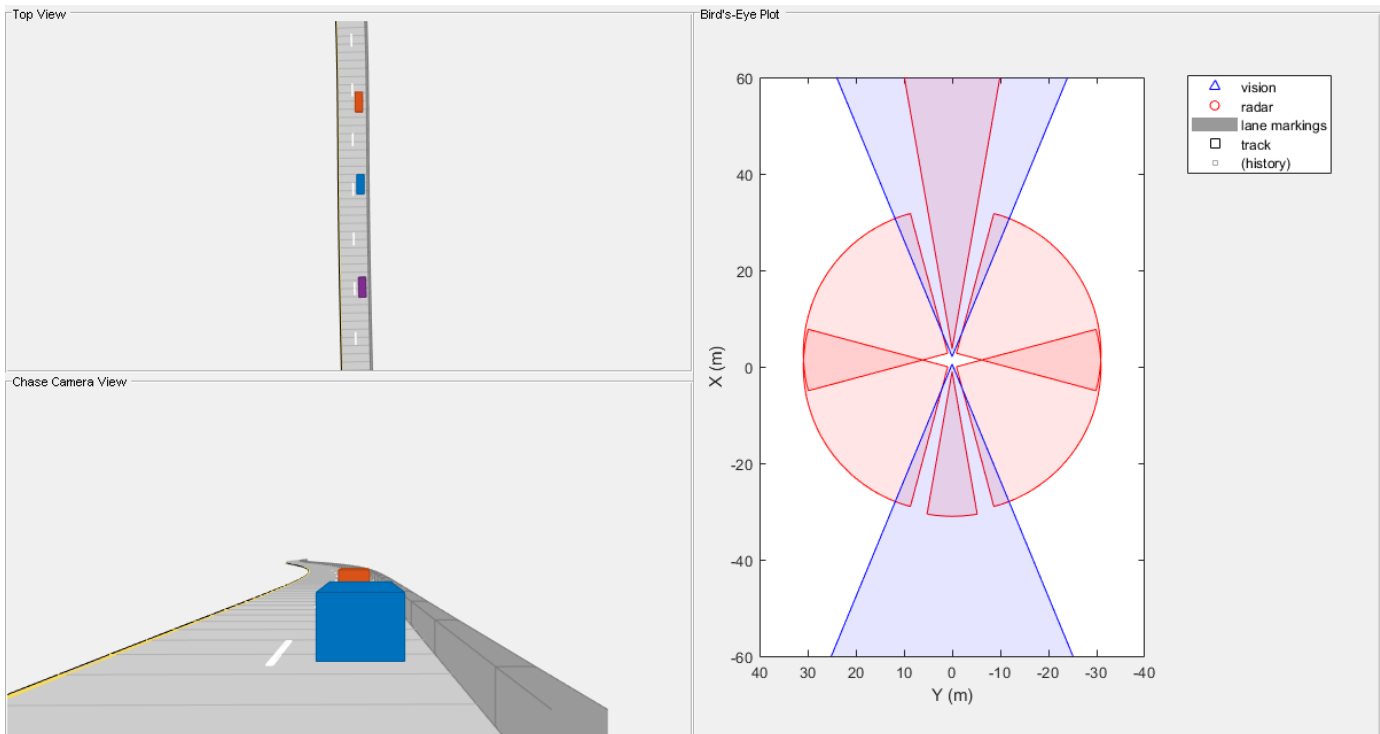 Top View
Chase Camera View
Bird's-Eye Plot
60
40
20
0
-20
-40
-60
X (m)
40
30
20
10
0
-10
-20
-30
-40
Y (m)
vision
radar
lane markings
track
(history)